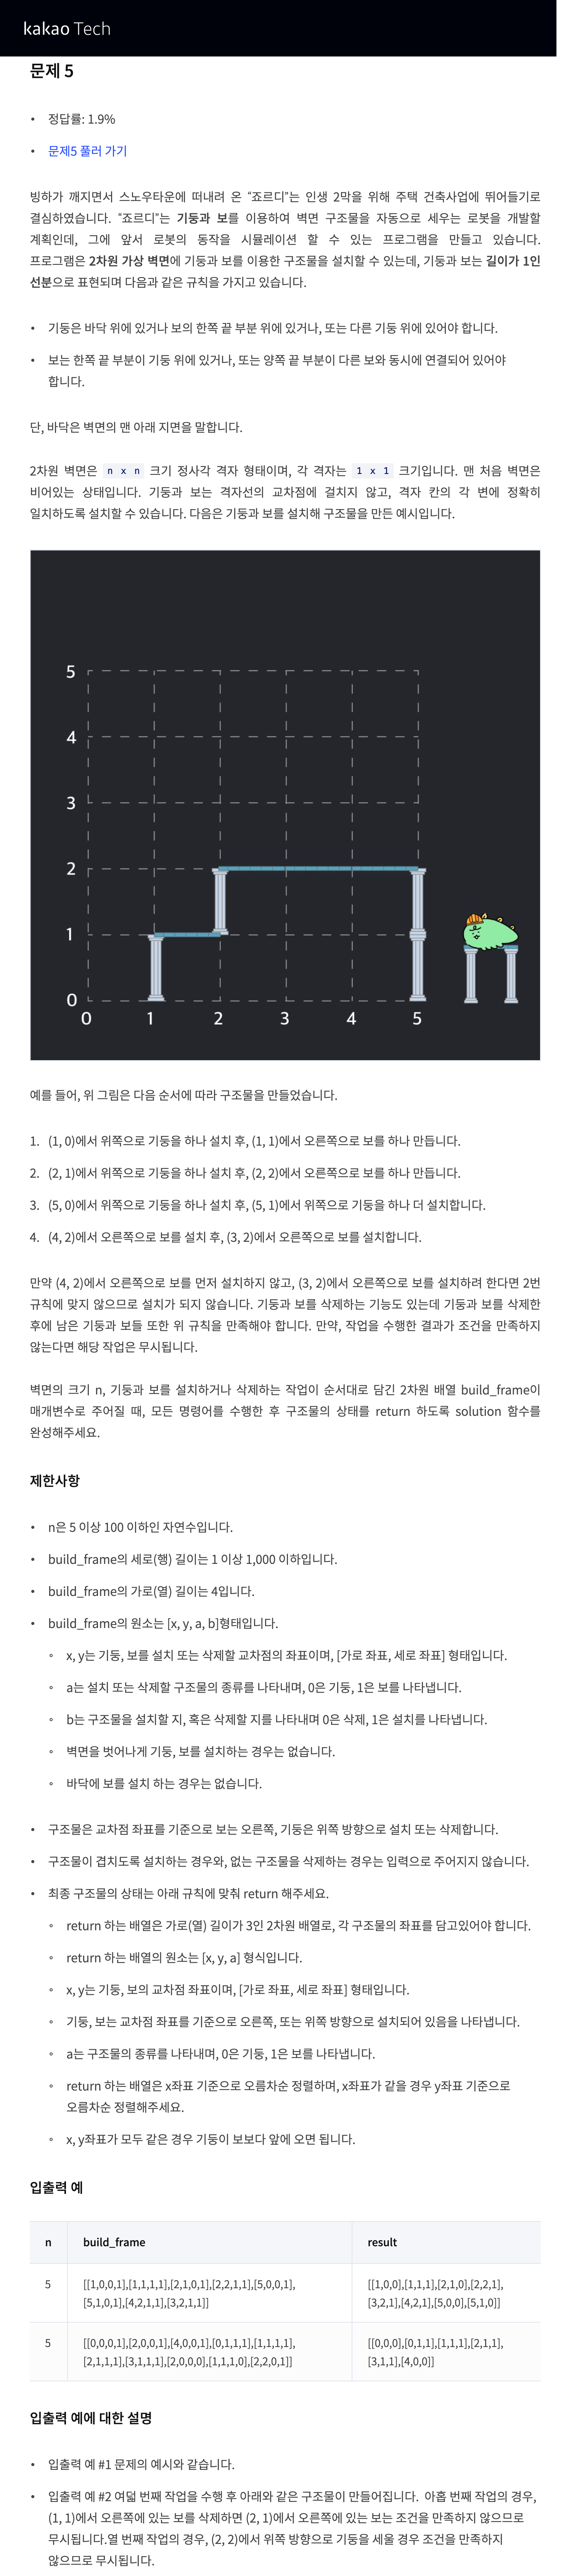 kakao Tech
문제 5
• 정답률: 1.9%
• 문제5 풀러 가기
빙하가 깨지면서 스노우타운에 떠내려 온 “죠르디”는 인생 2막을 위해 주택 건축사업에 뛰어들기로
결심하였습니다. “죠르디”는 기둥과 보를 이용하여 벽면 구조물을 자동으로 세우는 로봇을 개발할
계획인데, 그에 앞서 로봇의 동작을 시뮬레이션 할 수 있는 프로그램을 만들고 있습니다.
프로그램은 2차원 가상 벽면에 기둥과 보를 이용한 구조물을 설치할 수 있는데, 기둥과 보는 길이가 1인
선분으로 표현되며 다음과 같은 규칙을 가지고 있습니다.
• 기둥은 바닥 위에 있거나 보의 한쪽 끝 부분 위에 있거나, 또는 다른 기둥 위에 있어야 합니다.
• 보는 한쪽 끝 부분이 기둥 위에 있거나, 또는 양쪽 끝 부분이 다른 보와 동시에 연결되어 있어야
합니다.
단, 바닥은 벽면의 맨 아래 지면을 말합니다.
2차원 벽면은 n x n 크기 정사각 격자 형태이며, 각 격자는 1 x 1 크기입니다. 맨 처음 벽면은
비어있는 상태입니다. 기둥과 보는 격자선의 교차점에 걸치지 않고, 격자 칸의 각 변에 정확히
일치하도록 설치할 수 있습니다. 다음은 기둥과 보를 설치해 구조물을 만든 예시입니다.
5
4
3
2
1
0
0 1 2 3 4 5
예를 들어, 위 그림은 다음 순서에 따라 구조물을 만들었습니다.
1. (1, 0)에서 위쪽으로 기둥을 하나 설치 후, (1, 1)에서 오른쪽으로 보를 하나 만듭니다.
2. (2, 1)에서 위쪽으로 기둥을 하나 설치 후, (2, 2)에서 오른쪽으로 보를 하나 만듭니다.
3. (5, 0)에서 위쪽으로 기둥을 하나 설치 후, (5, 1)에서 위쪽으로 기둥을 하나 더 설치합니다.
4. (4, 2)에서 오른쪽으로 보를 설치 후, (3, 2)에서 오른쪽으로 보를 설치합니다.
만약 (4, 2)에서 오른쪽으로 보를 먼저 설치하지 않고, (3, 2)에서 오른쪽으로 보를 설치하려 한다면 2번
규칙에 맞지 않으므로 설치가 되지 않습니다. 기둥과 보를 삭제하는 기능도 있는데 기둥과 보를 삭제한
후에 남은 기둥과 보들 또한 위 규칙을 만족해야 합니다. 만약, 작업을 수행한 결과가 조건을 만족하지
않는다면 해당 작업은 무시됩니다.
벽면의 크기 n, 기둥과 보를 설치하거나 삭제하는 작업이 순서대로 담긴 2차원 배열 build_frame이
매개변수로 주어질 때, 모든 명령어를 수행한 후 구조물의 상태를 return 하도록 solution 함수를
완성해주세요.
제한사항
• n은 5 이상 100 이하인 자연수입니다.
• build_frame의 세로(행) 길이는 1 이상 1,000 이하입니다.
• build_frame의 가로(열) 길이는 4입니다.
• build_frame의 원소는 [x, y, a, b]형태입니다.
◦ x, y는 기둥, 보를 설치 또는 삭제할 교차점의 좌표이며, [가로 좌표, 세로 좌표] 형태입니다.
◦ a는 설치 또는 삭제할 구조물의 종류를 나타내며, 0은 기둥, 1은 보를 나타냅니다.
◦ b는 구조물을 설치할 지, 혹은 삭제할 지를 나타내며 0은 삭제, 1은 설치를 나타냅니다.
◦ 벽면을 벗어나게 기둥, 보를 설치하는 경우는 없습니다.
◦ 바닥에 보를 설치 하는 경우는 없습니다.
• 구조물은 교차점 좌표를 기준으로 보는 오른쪽, 기둥은 위쪽 방향으로 설치 또는 삭제합니다.
• 구조물이 겹치도록 설치하는 경우와, 없는 구조물을 삭제하는 경우는 입력으로 주어지지 않습니다.
• 최종 구조물의 상태는 아래 규칙에 맞춰 return 해주세요.
◦ return 하는 배열은 가로(열) 길이가 3인 2차원 배열로, 각 구조물의 좌표를 담고있어야 합니다.
◦ return 하는 배열의 원소는 [x, y, a] 형식입니다.
◦ x, y는 기둥, 보의 교차점 좌표이며, [가로 좌표, 세로 좌표] 형태입니다.
◦ 기둥, 보는 교차점 좌표를 기준으로 오른쪽, 또는 위쪽 방향으로 설치되어 있음을 나타냅니다.
◦ a는 구조물의 종류를 나타내며, 0은 기둥, 1은 보를 나타냅니다.
◦ return 하는 배열은 x좌표 기준으로 오름차순 정렬하며, x좌표가 같을 경우 y좌표 기준으로
오름차순 정렬해주세요.
◦ x, y좌표가 모두 같은 경우 기둥이 보보다 앞에 오면 됩니다.
입출력 예
n build_frame result
5 [[1,0,0,1],[1,1,1,1],[2,1,0,1],[2,2,1,1],[5,0,0,1], [[1,0,0],[1,1,1],[2,1,0],[2,2,1],
[5,1,0,1],[4,2,1,1],[3,2,1,1]] [3,2,1],[4,2,1],[5,0,0],[5,1,0]]
5 [[0,0,0,1],[2,0,0,1],[4,0,0,1],[0,1,1,1],[1,1,1,1], [[0,0,0],[0,1,1],[1,1,1],[2,1,1],
[2,1,1,1],[3,1,1,1],[2,0,0,0],[1,1,1,0],[2,2,0,1]] [3,1,1],[4,0,0]]
입출력 예에 대한 설명
• 입출력 예 #1 문제의 예시와 같습니다.
• 입출력 예 #2 여덟 번째 작업을 수행 후 아래와 같은 구조물이 만들어집니다. 아홉 번째 작업의 경우,
(1, 1)에서 오른쪽에 있는 보를 삭제하면 (2, 1)에서 오른쪽에 있는 보는 조건을 만족하지 않으므로
무시됩니다.열 번째 작업의 경우, (2, 2)에서 위쪽 방향으로 기둥을 세울 경우 조건을 만족하지
않으므로 무시됩니다.